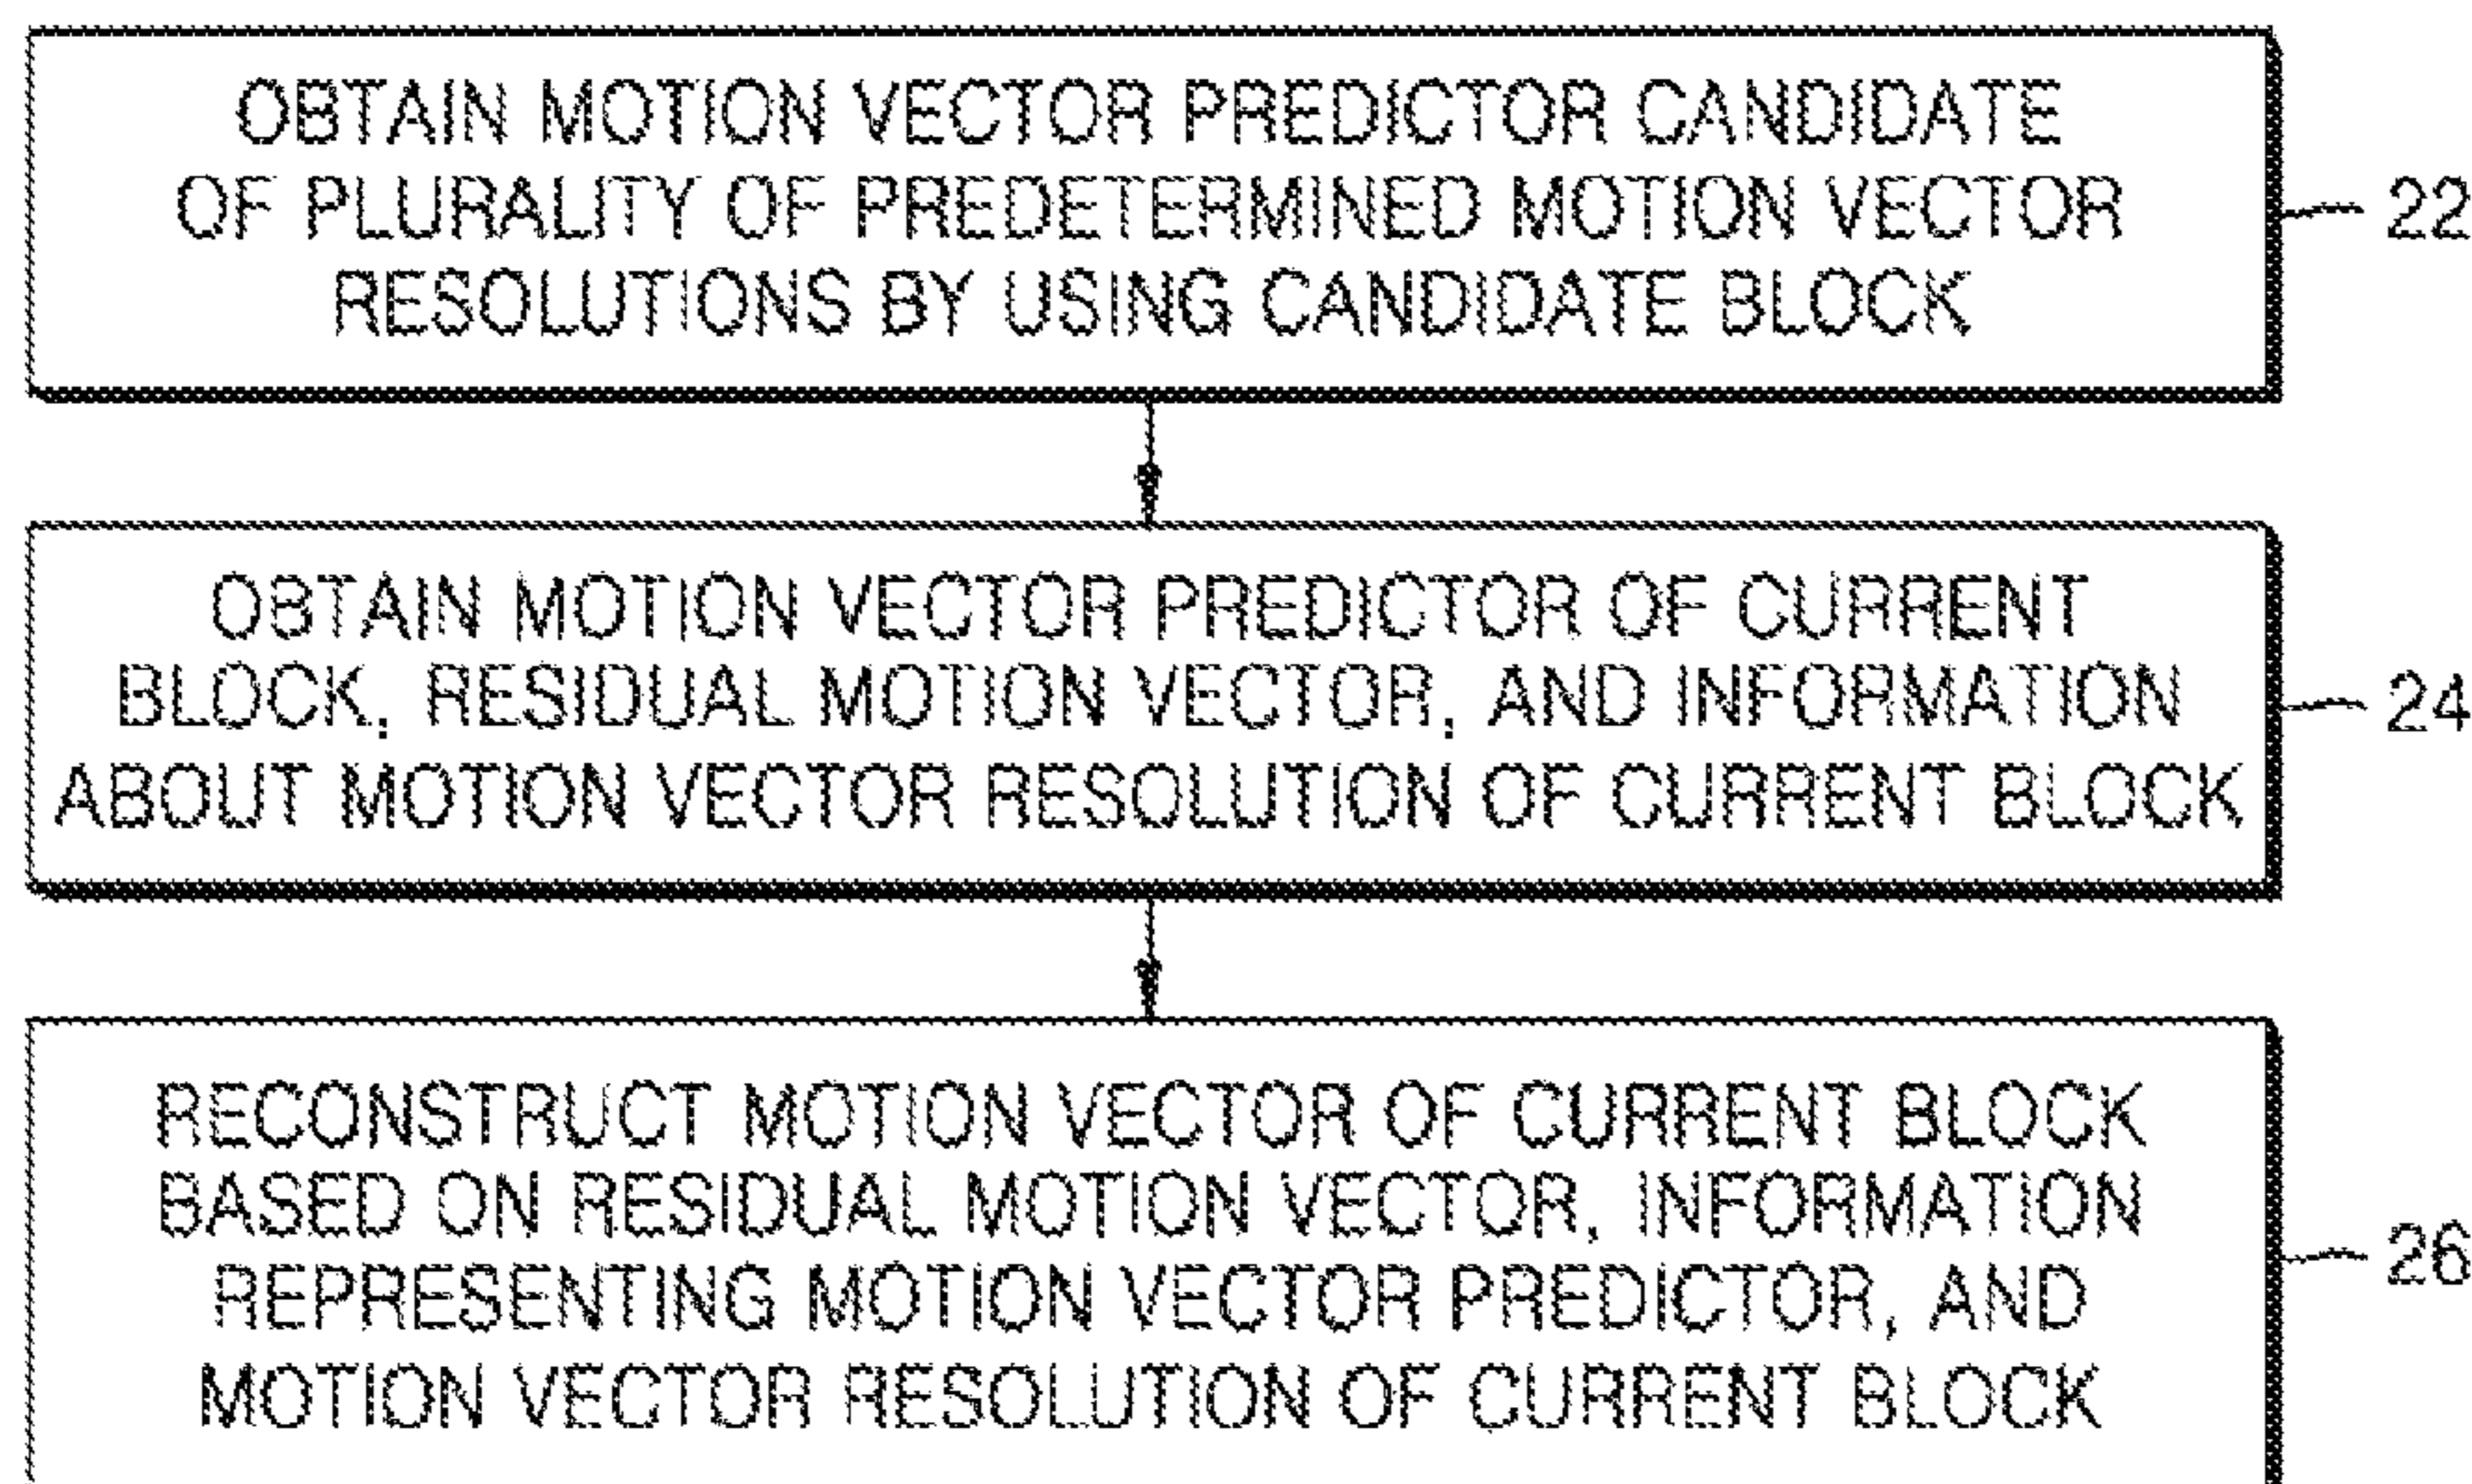 OBTAIN MOTION VECTOR PREDICTOR CANDIDATE
OF PLURALITY OF PREDETERMINED MOTION VECTOR
RESOLUTIONS BY USING CANDIDATE BLOCK
22
OBTAIN MOTION VECTOR PREDICTOR OF CURRENT
BLOCK, RESIDUAL MOTION VECTOR, AND INFORMATION
ABOUT MOTION VECTOR RESOLUTION OF CURRENT BLOCK
24
RECONSTRUCT MOTION VECTOR OF CURRENT BLOCK
BASED ON RESIDUAL MOTION VECTOR, INFORMATION
REPRESENTING MOTION VECTOR PREDICTOR, AND
MOTION VECTOR RESOLUTION OF CURRENT BLOCK
26